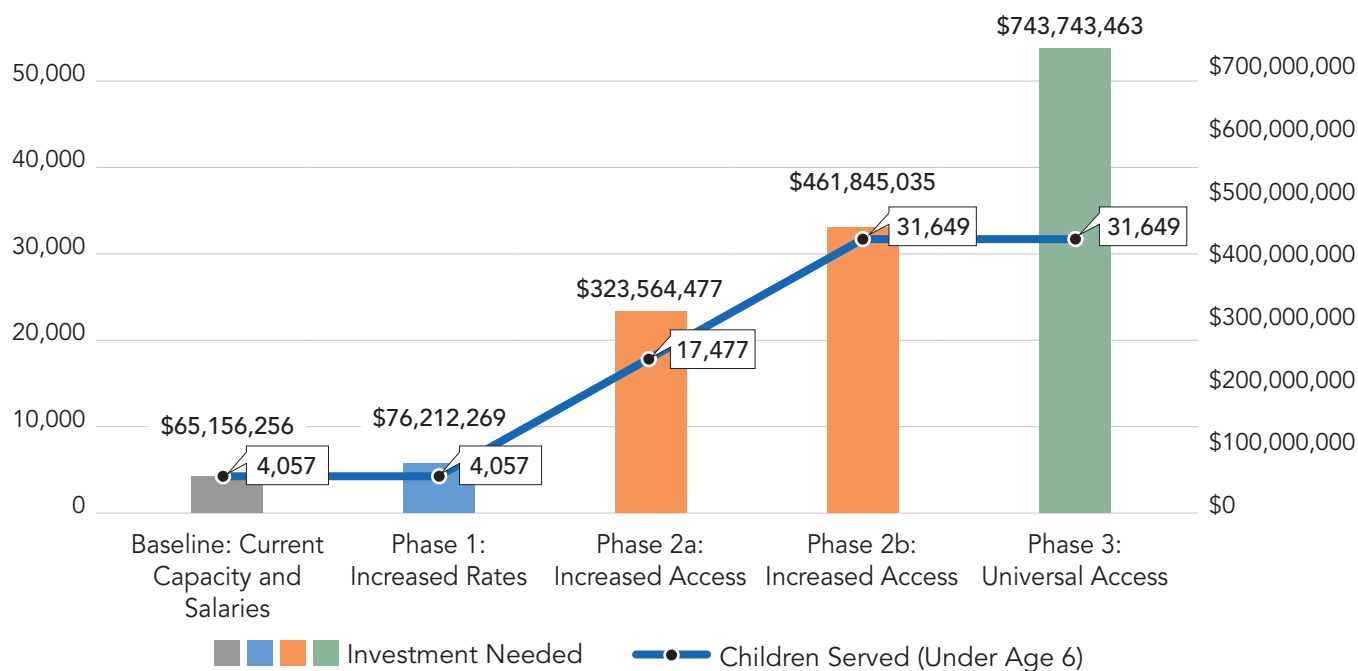 $743,743,463
50,000
$700,000,000
$600,000,000
40,000
$461,845,035
$500,000,000
31,649
31,649
30,000
$400,000,000
$323,564,477
$300,000,000
20,000
17,477
$200,000,000
10,000
$65,156,256
$76,212,269
$100,000,000
4,057
4,057
0
$0
Baseline: Current
Capacity and
Salaries
Phase 1:
Increased Rates
Phase 2a:
Increased Access
Phase 2b:
Increased Access
Phase 3:
Universal Access
Investment Needed
Children Served (Under Age 6)